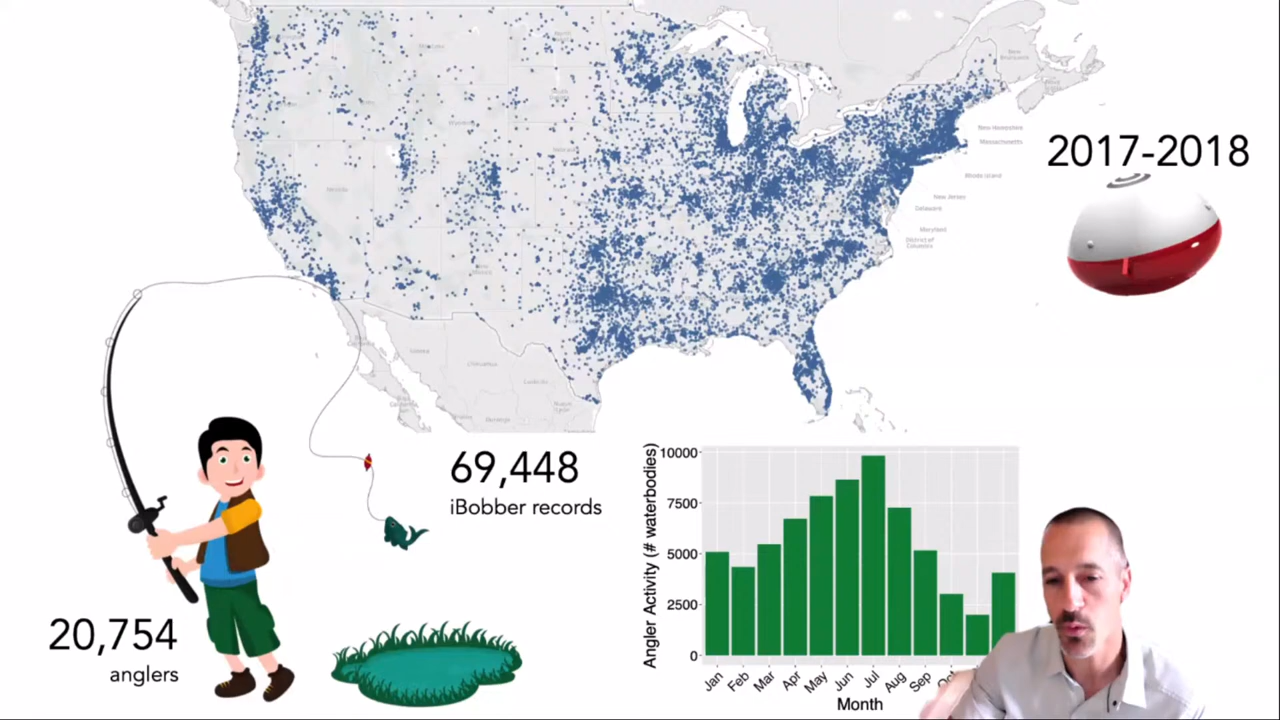 New Hampshire
Massachusetts
2017-2018
Rhode Island
New Jersey
Delaware
Maryland
District of
Columbia
69,448
iBobber records
20,754
anglers
Angler Activity (# waterbodies)
10000
7500
5000
2500
0
Jan
Feb
Mar
Apr
May
Jun
Jul
Aug
Sep
Month